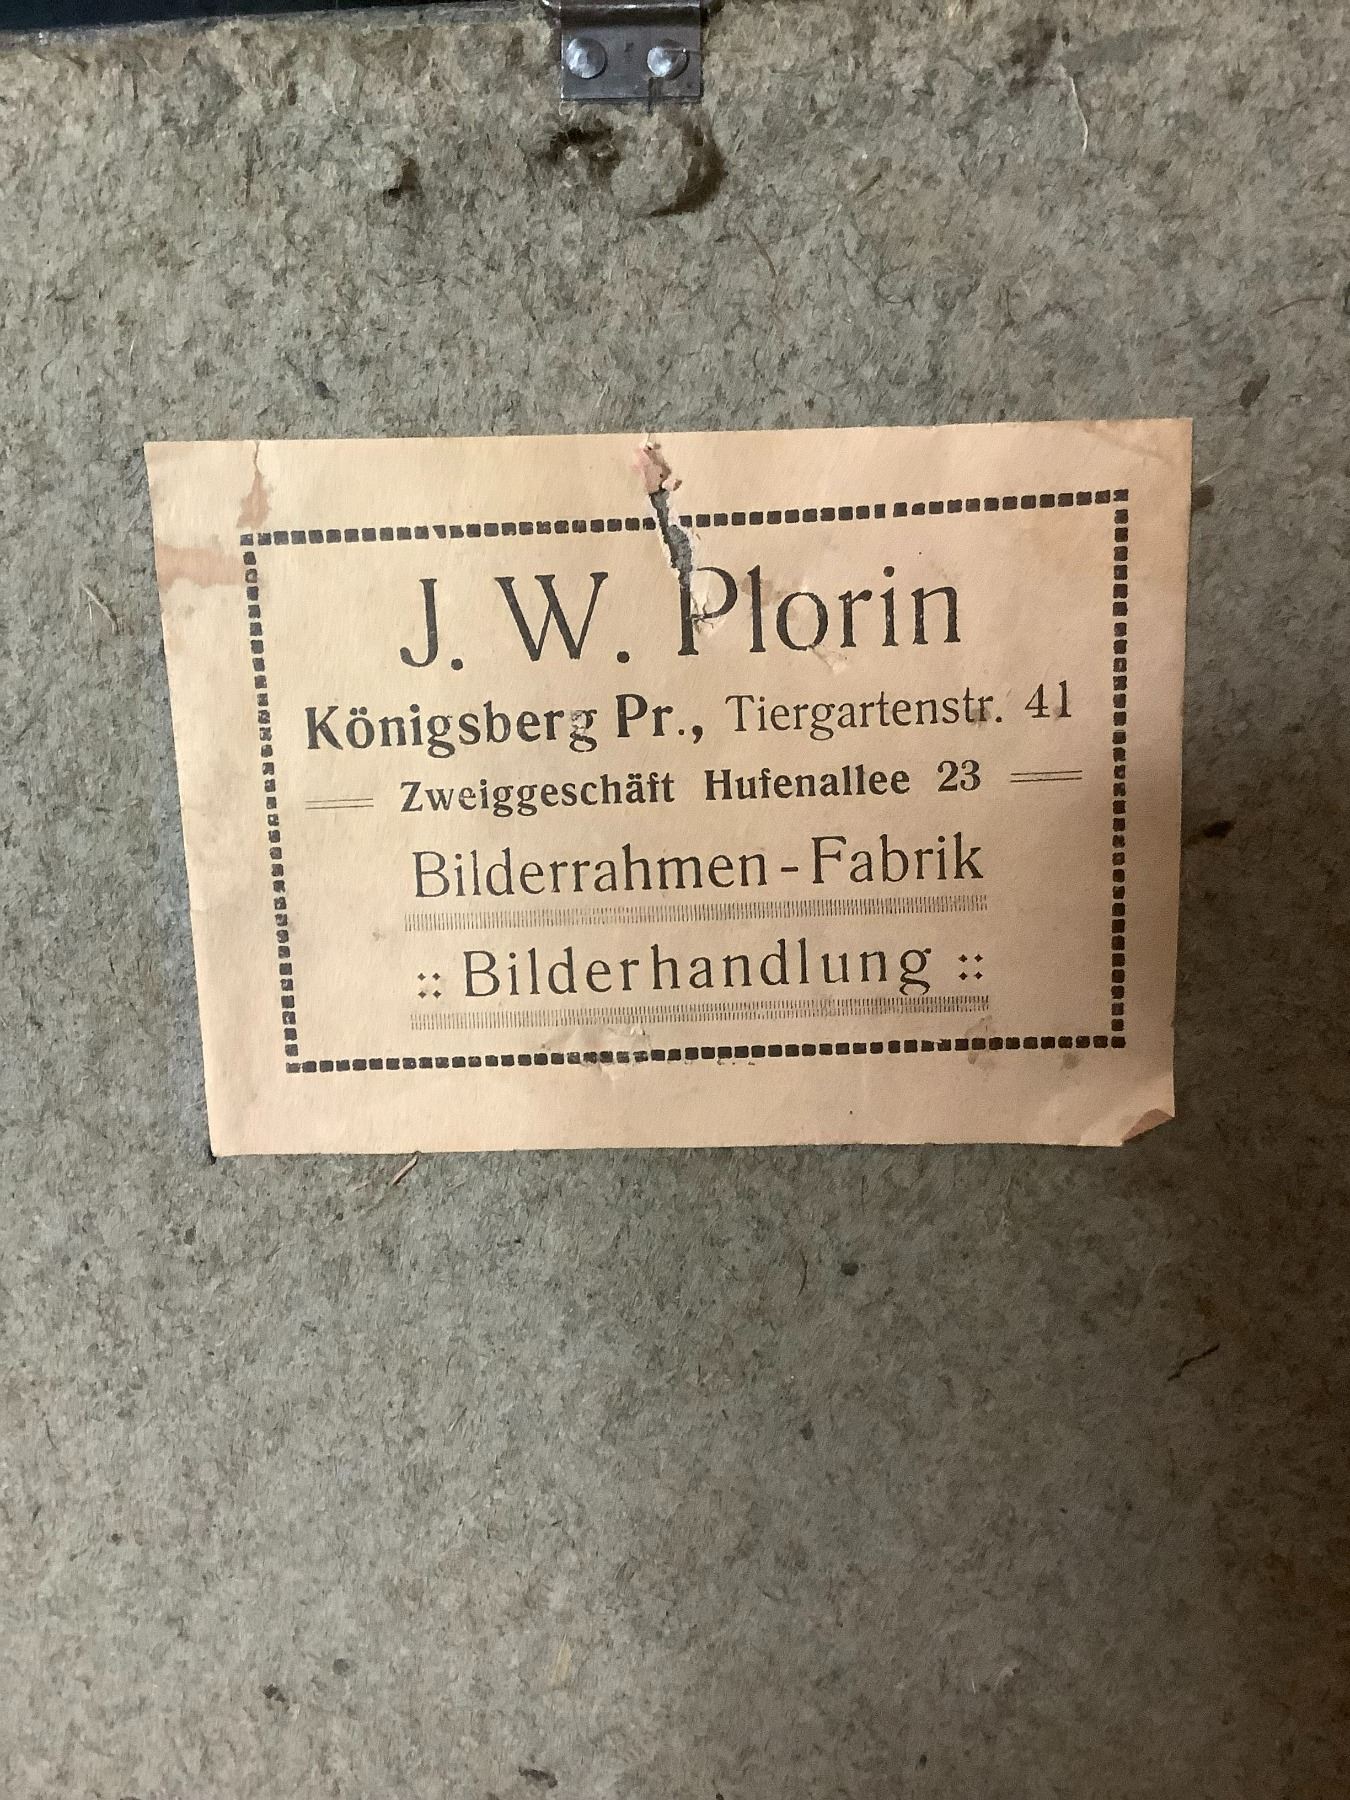 J. W. Plorin
Königsberg Pr., Tiergartenstr. 41
Zweiggeschäft Hufenallee 23
Bilderrahmen-Fabrik
:: Bilderhandlung ::